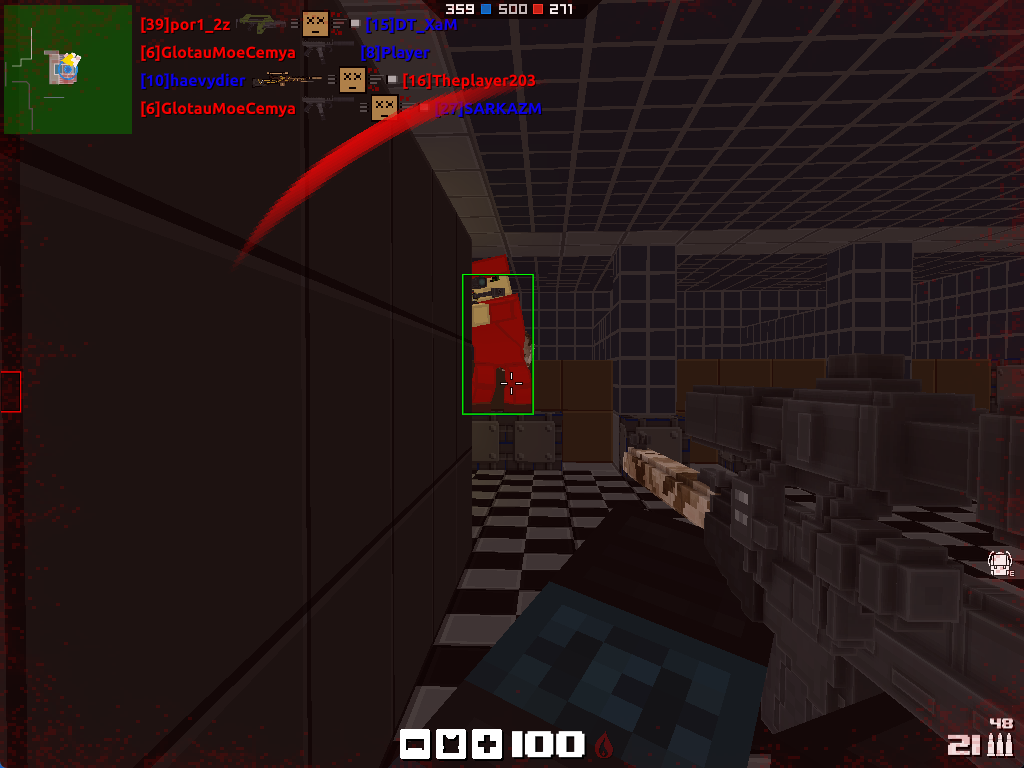 359 500 271
[39]por1_2z [15]DT_XaM
[6]GlotauMoeCemya [8]Player
[10]haevydier [16]Theplayer203
[6]GlotauMoeCemya [27]SARKAZM
E
48
100 21